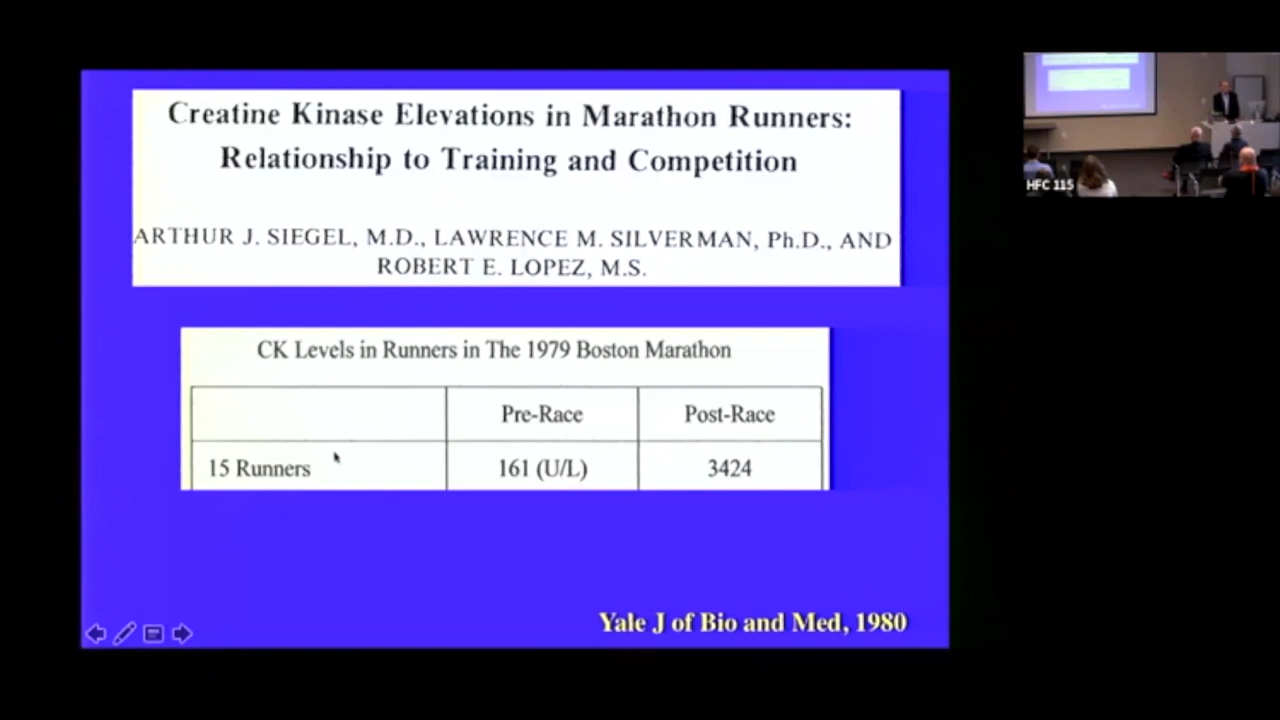 Creatine Kinase Elevations in Marathon Runners:
Relationship to Training and Competition
ARTHUR J. SIEGEL, M.D., LAWRENCE M. SILVERMAN, Ph.D., AND
ROBERT E. LOPEZ, M.S.
CK Levels in Runners in The 1979 Boston Marathon
Pre-Race Post-Race
15 Runners 161 (U/L) 3424
Yale J of Bio and Med, 1980
HFC 115